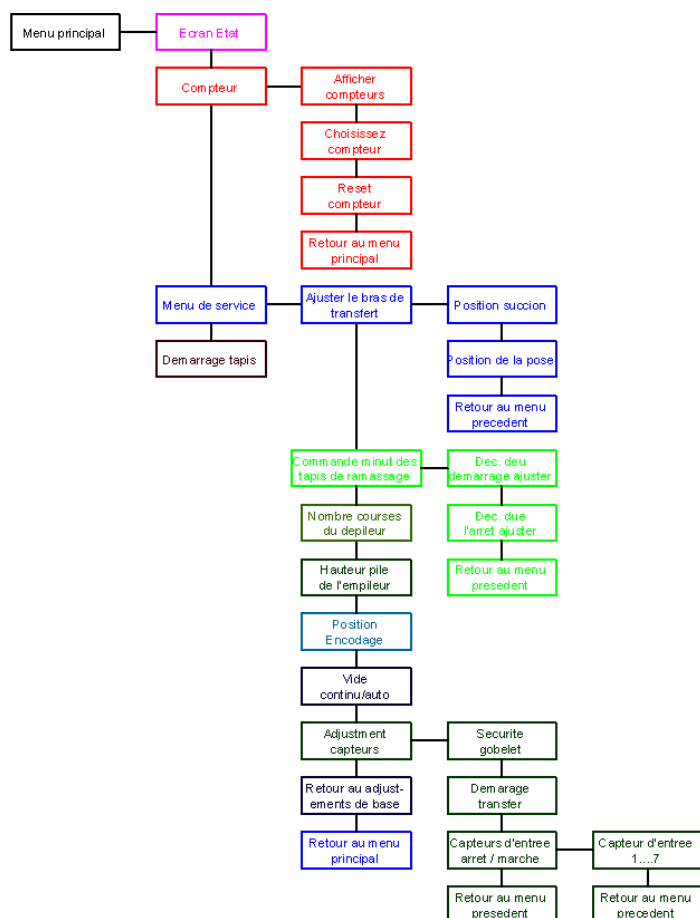 Menu principal
Ecran Etat
Compteur
Afficher
compteurs
Choisissez
compteur
Reset
compteur
Retour au menu
principal
Menu de service
Ajuster le bras de
transfert
Position succion
Demarrage tapis
Position de la pose
Retour au menu
precedent
Commande minut des
tapis de ramassage
Dec. deu
demarrage ajuster
Nombre courses
du depileur
Dec. due
l'arret ajuster
Hauteur pile
de l'empileur
Retour au menu
presedent
Position
Encodage
Vide
continu/auto
Adjustment
capteurs
Securite
gobelet
Retour au adjust-
ements de base
Demarage
transfer
Retour au menu
principal
Capteurs d'entree
arret / marche
Capteur d'entree
1....7
Retour au menu
presedent
Retour au menu
precedent